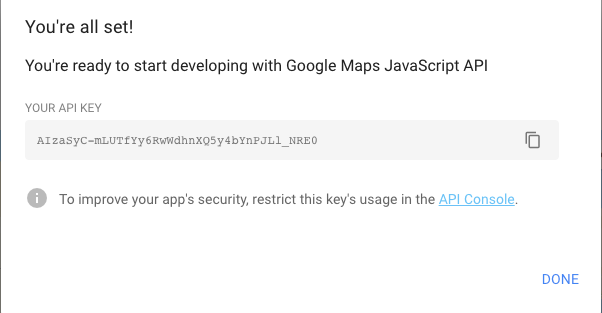 You're all set!
You're ready to start developing with Google Maps JavaScript API
YOUR API KEY
AIzaSyC-mLUTfYy6RwWdhnXQ5y4bYnPJLl_NRE0
To improve your app's security, restrict this key's usage in the API Console.
DONE